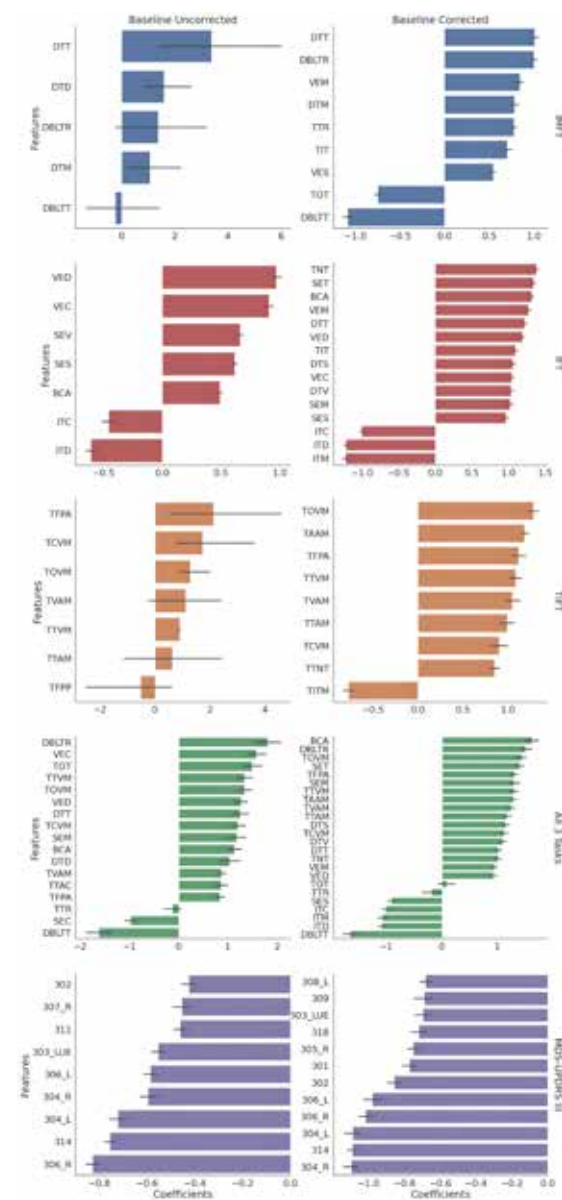 Baseline Uncorrected
Baseline Corrected
Features
DTT
DTD
DBLTR
DTM
DBLTT
0 2 4 6
DTT
DBLTR
VEM
DTM
TTR
TIT
VES
TOT
DBLTT
−1.0 −0.5 0.0 0.5 1.0
Features
VED
VEC
SEV
SES
BCA
ITC
ITD
−0.5 0.0 0.5 1.0
TNT
SET
BCA
VEM
DTT
VED
TIT
DTS
VEC
DTV
SEM
SES
ITC
ITD
ITM
−1.0 −0.5 0.0 0.5 1.0 1.5
Features
TFPA
TCVM
TOVM
TVAM
TTVM
TTAM
TFPF
−2 0 2 4
TOVM
TAAM
TFPA
TTVM
TVAM
TTAM
TCVM
TTNT
TITM
−0.5 0.0 0.5 1.0
TIFT
Features
DBLTR
VEC
TOT
TTVM
TOVM
VED
DTT
TCVM
SEM
BCA
DTD
TVAM
TTAC
TFPA
TTR
SEC
DBLTT
−2 −1 0 1 2
BCA
DBLTR
TOVM
SET
TFPA
SEM
TTVM
TAAM
TVAM
TTAM
DTS
TCVM
DTV
DTT
TNT
VEM
VED
TOT
TTR
SES
ITC
ITD
DBLTT
−1 0 1
All 3 Tasks
Features
302
307_R
311
303_UJE
306_L
304_R
304_L
314
306_R
−0.8 −0.6 −0.4 −0.2 0.0
Coefficients
308_L
309
303_UJE
318
305_R
301
302
306_L
306_R
304_L
314
304_R
−1.0 −0.8 −0.6 −0.4 −0.2 0.0
Coefficients
MDS-UPDRS III